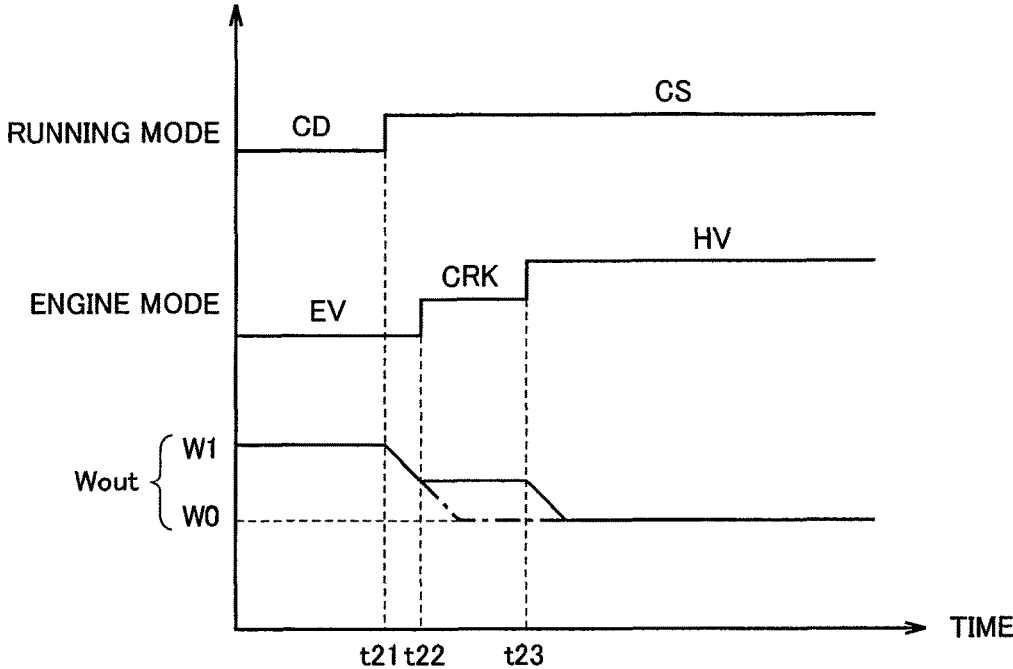 CS
RUNNING MODE
CD
HV
CRK
ENGINE MODE
EV
W1
Wout
W0
TIME
t21 t22 t23